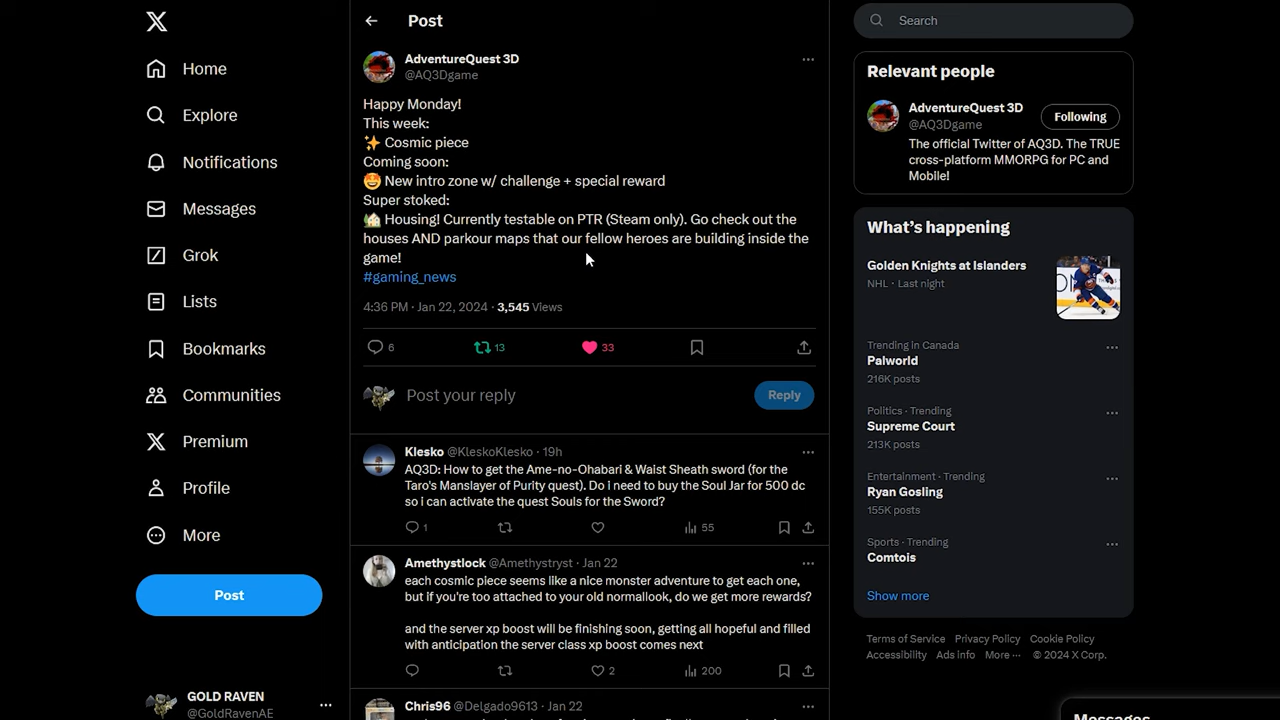 Post
AdventureQuest 3D
@AQ3Dgame
Happy Monday!
This week:
✨ Cosmic piece
Coming soon:
🤩 New intro zone w/ challenge + special reward
Super stoked:
🏡 Housing! Currently testable on PTR (Steam only). Go check out the
houses AND parkour maps that our fellow heroes are building inside the
game!
#gaming_news
4:36 PM · Jan 22, 2024 · 3,545 Views
6 13 33
Post your reply
Reply
Klesko @KleskoKlesko · 19h
AQ3D: How to get the Ame-no-Ohabari & Waist Sheath sword (for the
Taro's Manslayer of Purity quest). Do i need to buy the Soul Jar for 500 dc
so i can activate the quest Souls for the Sword?
1 55
Amethystlock @Amethystryst · Jan 22
each cosmic piece seems like a nice monster adventure to get each one,
but if you're too attached to your old normallook, do we get more rewards?
and the server xp boost will be finishing soon, getting all hopeful and filled
with anticipation the server class xp boost comes next
2 200
Chris96 @Delgado9613 · Jan 22
Home
Explore
Notifications
Messages
Grok
Lists
Bookmarks
Communities
Premium
Profile
More
Post
GOLD RAVEN
@GoldRavenAE
Search
Relevant people
AdventureQuest 3D
@AQ3Dgame
Following
The official Twitter of AQ3D. The TRUE
cross-platform MMORPG for PC and
Mobile!
What's happening
Golden Knights at Islanders
NHL · Last night
Trending in Canada
Palworld
216K posts
Politics · Trending
Supreme Court
213K posts
Entertainment · Trending
Ryan Gosling
155K posts
Sports · Trending
Comtois
Show more
Terms of Service Privacy Policy Cookie Policy
Accessibility Ads info More ··· © 2024 X Corp.
Messages